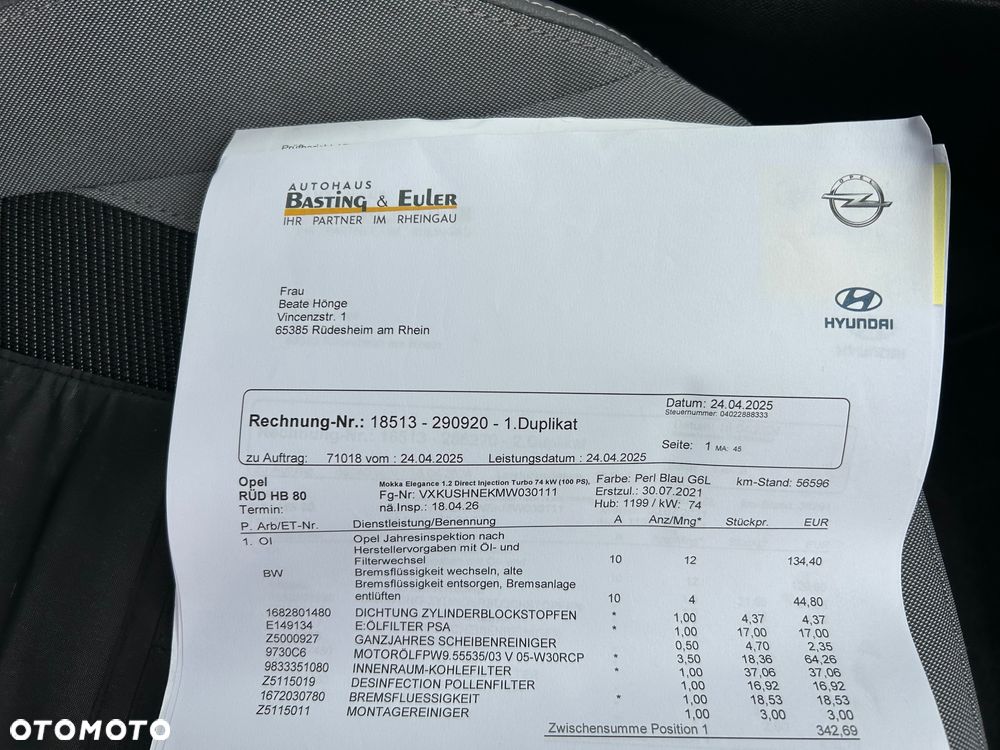 AUTOHAUS
BASTING & EULER
IHR PARTNER IM RHEINGAU
OPEL
HYUNDAI
Frau
Beate Hönge
Vincenzstr. 1
65385 Rüdesheim am Rhein
Datum: 24.04.2025
Steuernummer: 04022888333
Rechnung-Nr.: 18513 - 290920 - 1.Duplikat
Seite: 1 MA: 45
zu Auftrag: 71018 vom : 24.04.2025 Leistungsdatum : 24.04.2025
Opel Mokka Elegance 1.2 Direct Injection Turbo 74 kW (100 PS), Farbe: Perl Blau G6L km-Stand: 56596
RÜD HB 80 Fg-Nr: VXKUSHNEKMW030111 Erstzul.: 30.07.2021
Termin: nä.Insp.: 18.04.26 Hub: 1199 / kW: 74
P. Arb/ET-Nr. Dienstleistung/Benennung A Anz/Mng* Stückpr. EUR
1. OI Opel Jahresinspektion nach
Herstellervorgaben mit Öl- und
Filterwechsel 10 12 134,40
BW Bremsflüssigkeit wechseln, alte
Bremsflüssigkeit entsorgen, Bremsanlage
entlüften 10 4 44,80
1682801480 DICHTUNG ZYLINDERBLOCKSTOPFEN * 1,00 4,37 4,37
E149134 E:ÖLFILTER PSA * 1,00 17,00 17,00
Z5000927 GANZJAHRES SCHEIBENREINIGER 0,50 4,70 2,35
9730C6 MOTORÖLFPW9.55535/03 V 05-W30RCP * 3,50 18,36 64,26
9833351080 INNENRAUM-KOHLEFILTER * 1,00 37,06 37,06
Z5115019 DESINFECTION POLLENFILTER 1,00 16,92 16,92
1672030780 BREMSFLUESSIGKEIT * 1,00 18,53 18,53
Z5115011 MONTAGEREINIGER 1,00 3,00 3,00
Zwischensumme Position 1 342,69
OTOMOTO